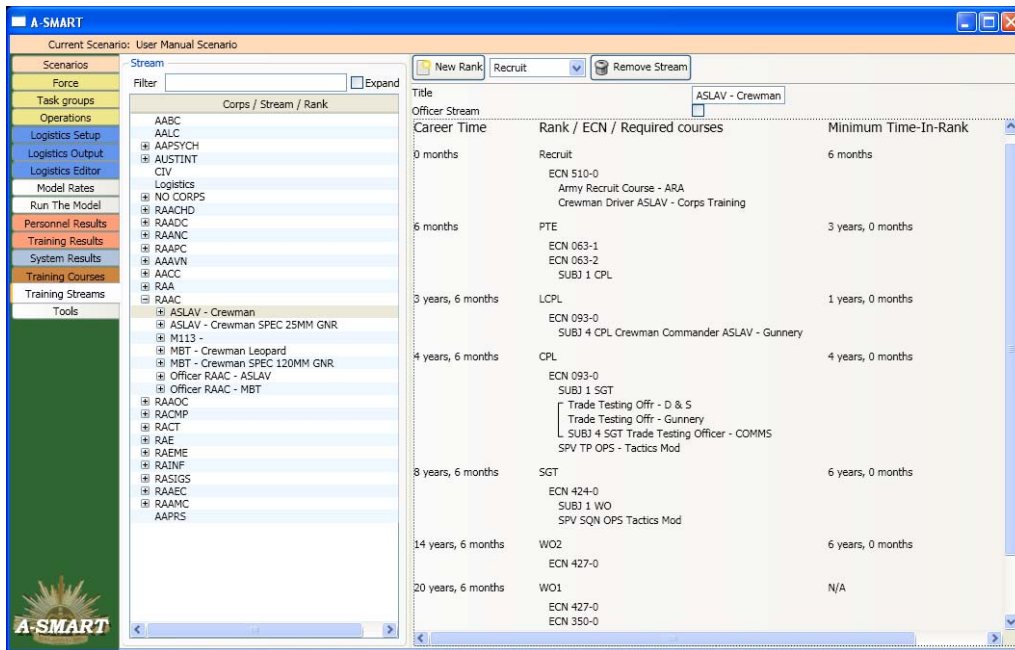 A-SMART
Current Scenario: User Manual Scenario
Scenarios
Force
Task groups
Operations
Logistics Setup
Logistics Output
Logistics Editor
Model Rates
Run The Model
Personnel Results
Training Results
System Results
Training Courses
Training Streams
Tools
A-SMART
Stream
Filter Expand
Corps / Stream / Rank
AABC
AALC
AAPSYCH
AUSTINT
CIV
Logistics
NO CORPS
RAACHD
RAADC
RAANC
RAAPC
AAAVN
AACC
RAA
RAAC
ASLAV - Crewman
ASLAV - Crewman SPEC 25MM GNR
M113 -
MBT - Crewman Leopard
MBT - Crewman SPEC 120MM GNR
Officer RAAC - ASLAV
Officer RAAC - MBT
RAAOC
RACMP
RACT
RAE
RAEME
RAINF
RASIGS
RAAEC
RAAMC
AAPRS
New Rank Recruit Remove Stream
Title ASLAV - Crewman
Officer Stream
Career Time Rank / ECN / Required courses Minimum Time-In-Rank
0 months Recruit 6 months
ECN 510-0
Army Recruit Course - ARA
Crewman Driver ASLAV - Corps Training
6 months PTE 3 years, 0 months
ECN 063-1
ECN 063-2
SUBJ 1 CPL
3 years, 6 months LCPL 1 years, 0 months
ECN 093-0
SUBJ 4 CPL Crewman Commander ASLAV - Gunnery
4 years, 6 months CPL 4 years, 0 months
ECN 093-0
SUBJ 1 SGT
Trade Testing Offr - D & S
Trade Testing Offr - Gunnery
SUBJ 4 SGT Trade Testing Officer - COMMS
SPV TP OPS - Tactics Mod
8 years, 6 months SGT 6 years, 0 months
ECN 424-0
SUBJ 1 WO
SPV SQN OPS Tactics Mod
14 years, 6 months WO2 6 years, 0 months
ECN 427-0
20 years, 6 months WO1 N/A
ECN 427-0
ECN 350-0